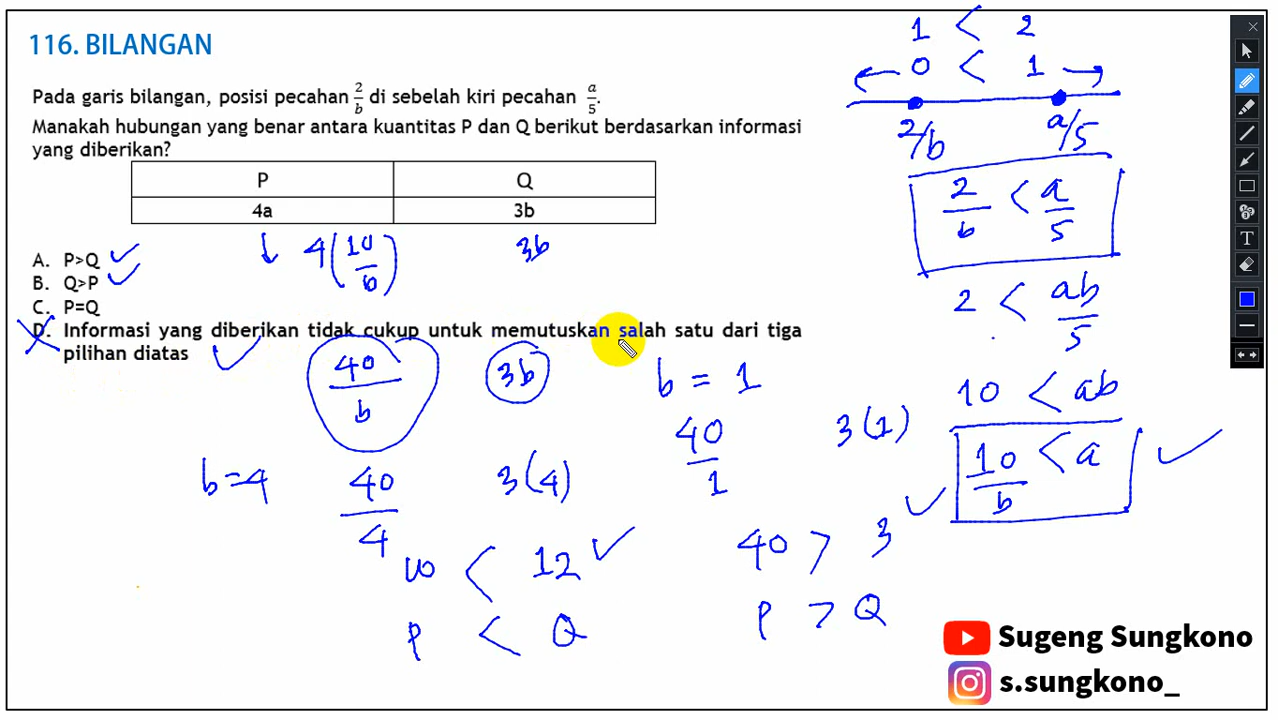 116. BILANGAN
Pada garis bilangan, posisi pecahan 2/b di sebelah kiri pecahan a/5.
Manakah hubungan yang benar antara kuantitas P dan Q berikut berdasarkan informasi
yang diberikan?
P Q
4a 3b
A. P>Q
B. Q>P
C. P=Q
D. Informasi yang diberikan tidak cukup untuk memutuskan salah satu dari tiga
pilihan diatas
4(10/b) 3b
40/b 3b
b=4 40/4 3(4)
10 < 12
P < Q
b = 1
40/1 3(1)
40 > 3
P > Q
1 < 2
0 < 1
2/b a/5
2/b < a/5
2 < ab/5
10 < ab
10/b < a
T
Sugeng Sungkono
s.sungkono_